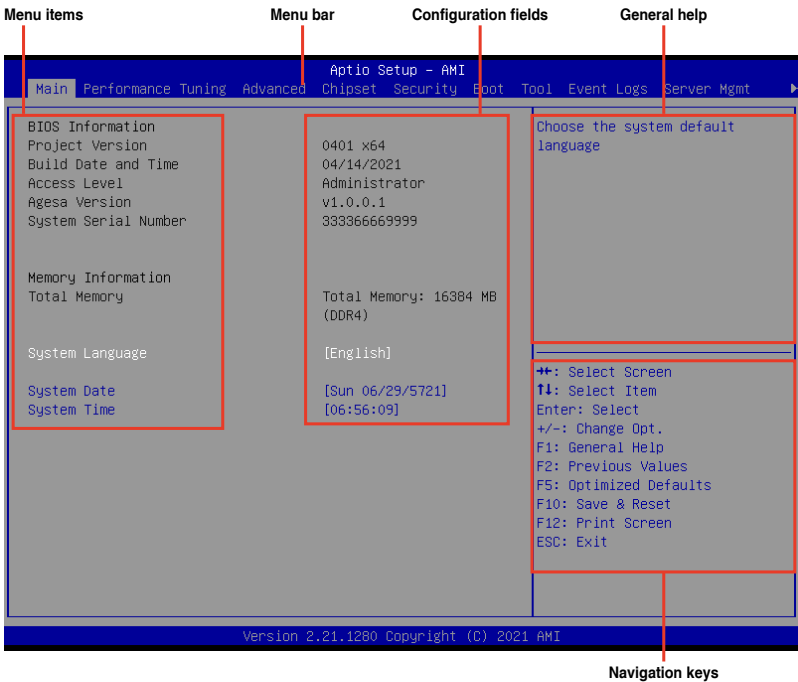 Menu items Menu bar Configuration fields General help
Aptio Setup – AMI
Main Performance Tuning Advanced Chipset Security Boot Tool Event Logs Server Mgmt
BIOS Information
Project Version 0401 x64
Build Date and Time 04/14/2021
Access Level Administrator
Agesa Version v1.0.0.1
System Serial Number 333366669999
Memory Information
Total Memory Total Memory: 16384 MB
(DDR4)
System Language [English]
System Date [Sun 06/29/5721]
System Time [06:56:09]
Choose the system default
language
→←: Select Screen
↑↓: Select Item
Enter: Select
+/-: Change Opt.
F1: General Help
F2: Previous Values
F5: Optimized Defaults
F10: Save & Reset
F12: Print Screen
ESC: Exit
Version 2.21.1280 Copyright (C) 2021 AMI
Navigation keys